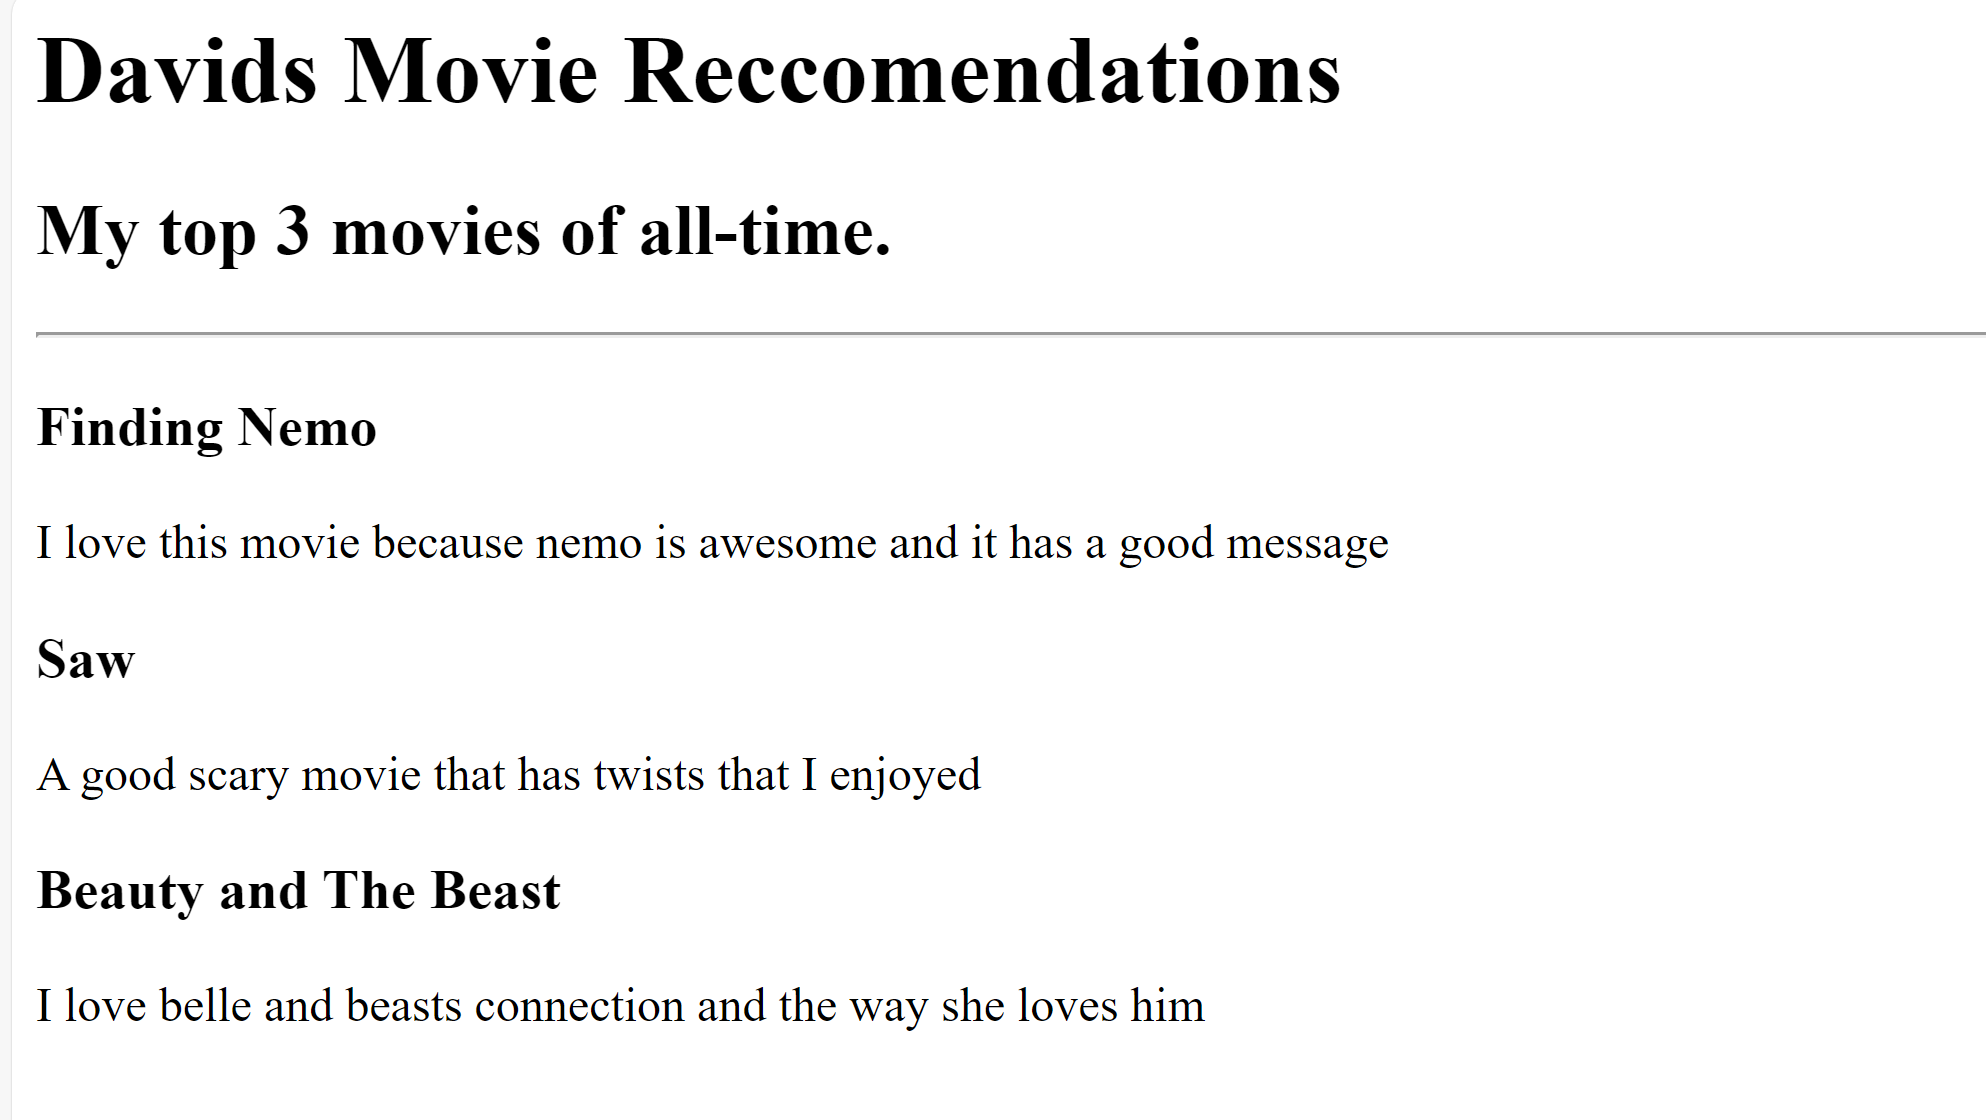 Davids Movie Reccomendations
My top 3 movies of all-time.
Finding Nemo
I love this movie because nemo is awesome and it has a good message
Saw
A good scary movie that has twists that I enjoyed
Beauty and The Beast
I love belle and beasts connection and the way she loves him